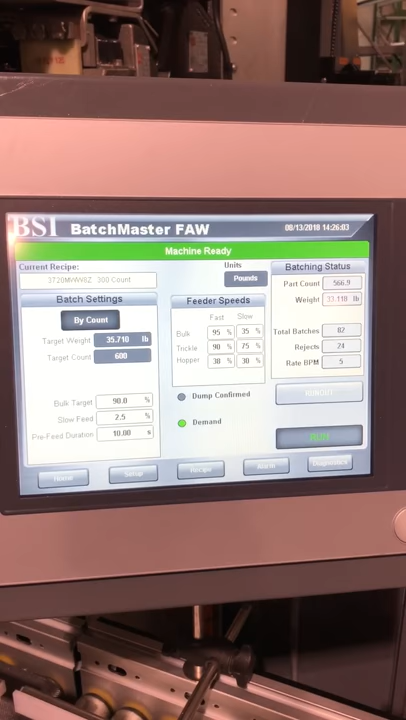 BSI BatchMaster FAW 08/13/2018 14:26:03
Machine Ready
Current Recipe:
300 Count
Units
Pounds
Batch Settings
By Count
Target Weight 35.710 lb
Target Count 600
Bulk Target 90.0 %
Slow Feed 2.5 %
Pre-Feed Duration 10.00 s
Feeder Speeds
Fast Slow
Bulk 95 % 35 %
Trickle 90 % 75 %
Hopper 38 % 30 %
Dump Confirmed
Demand
Batching Status
Part Count 566.9
Weight 33.118 lb
Total Batches 82
Rejects 24
Rate BPM 5
Home Setup Recipe Alarm Diagnostics